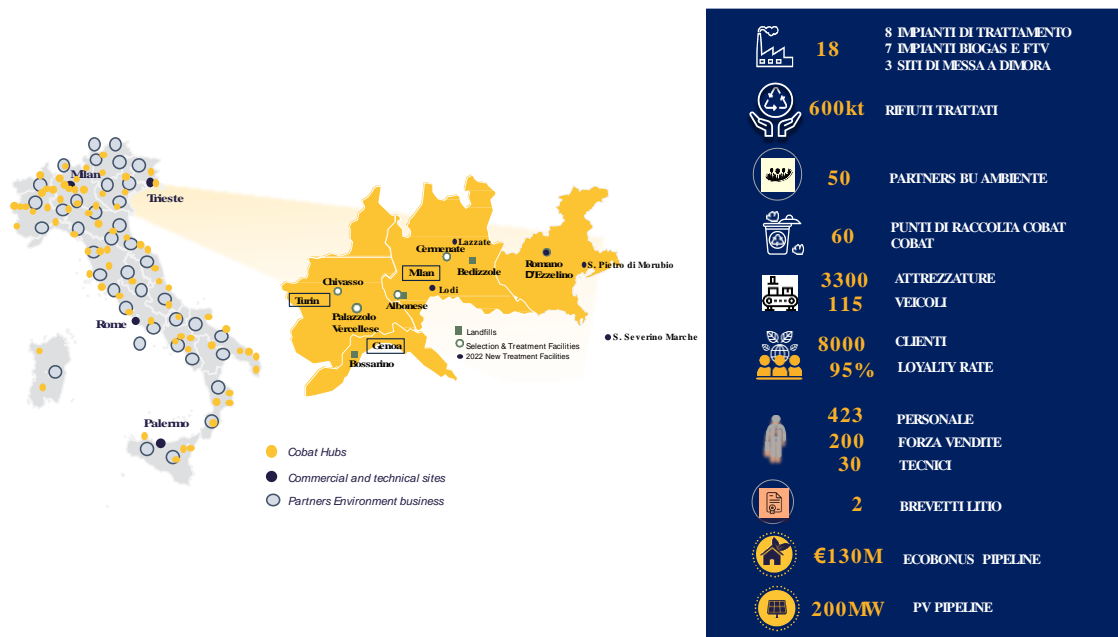 Milan
Trieste
Rome
Palermo
Cobat Hubs
Commercial and technical sites
Partners Environment business
Lazzate
Germenate
Bedizzole
Milan
Romano
D'Ezzelino
S. Pietro di Morubio
Chivasso
Lodi
Turin
Albonese
Palazzolo
Vercellese
S. Severino Marche
Genoa
Bossarino
Landfills
Selection & Treatment Facilities
2022 New Treatment Facilities
18
8 IMPIANTI DI TRATTAMENTO
7 IMPIANTI BIOGAS E FTV
3 SITI DI MESSA A DIMORA
600kt RIFIUTI TRATTATI
50 PARTNERS BU AMBIENTE
60 PUNTI DI RACCOLTA COBAT
COBAT
3300 ATTREZZATURE
115 VEICOLI
8000 CLIENTI
95% LOYALTY RATE
423 PERSONALE
200 FORZA VENDITE
30 TECNICI
2 BREVETTI LITIO
€130M ECOBONUS PIPELINE
200MW PV PIPELINE